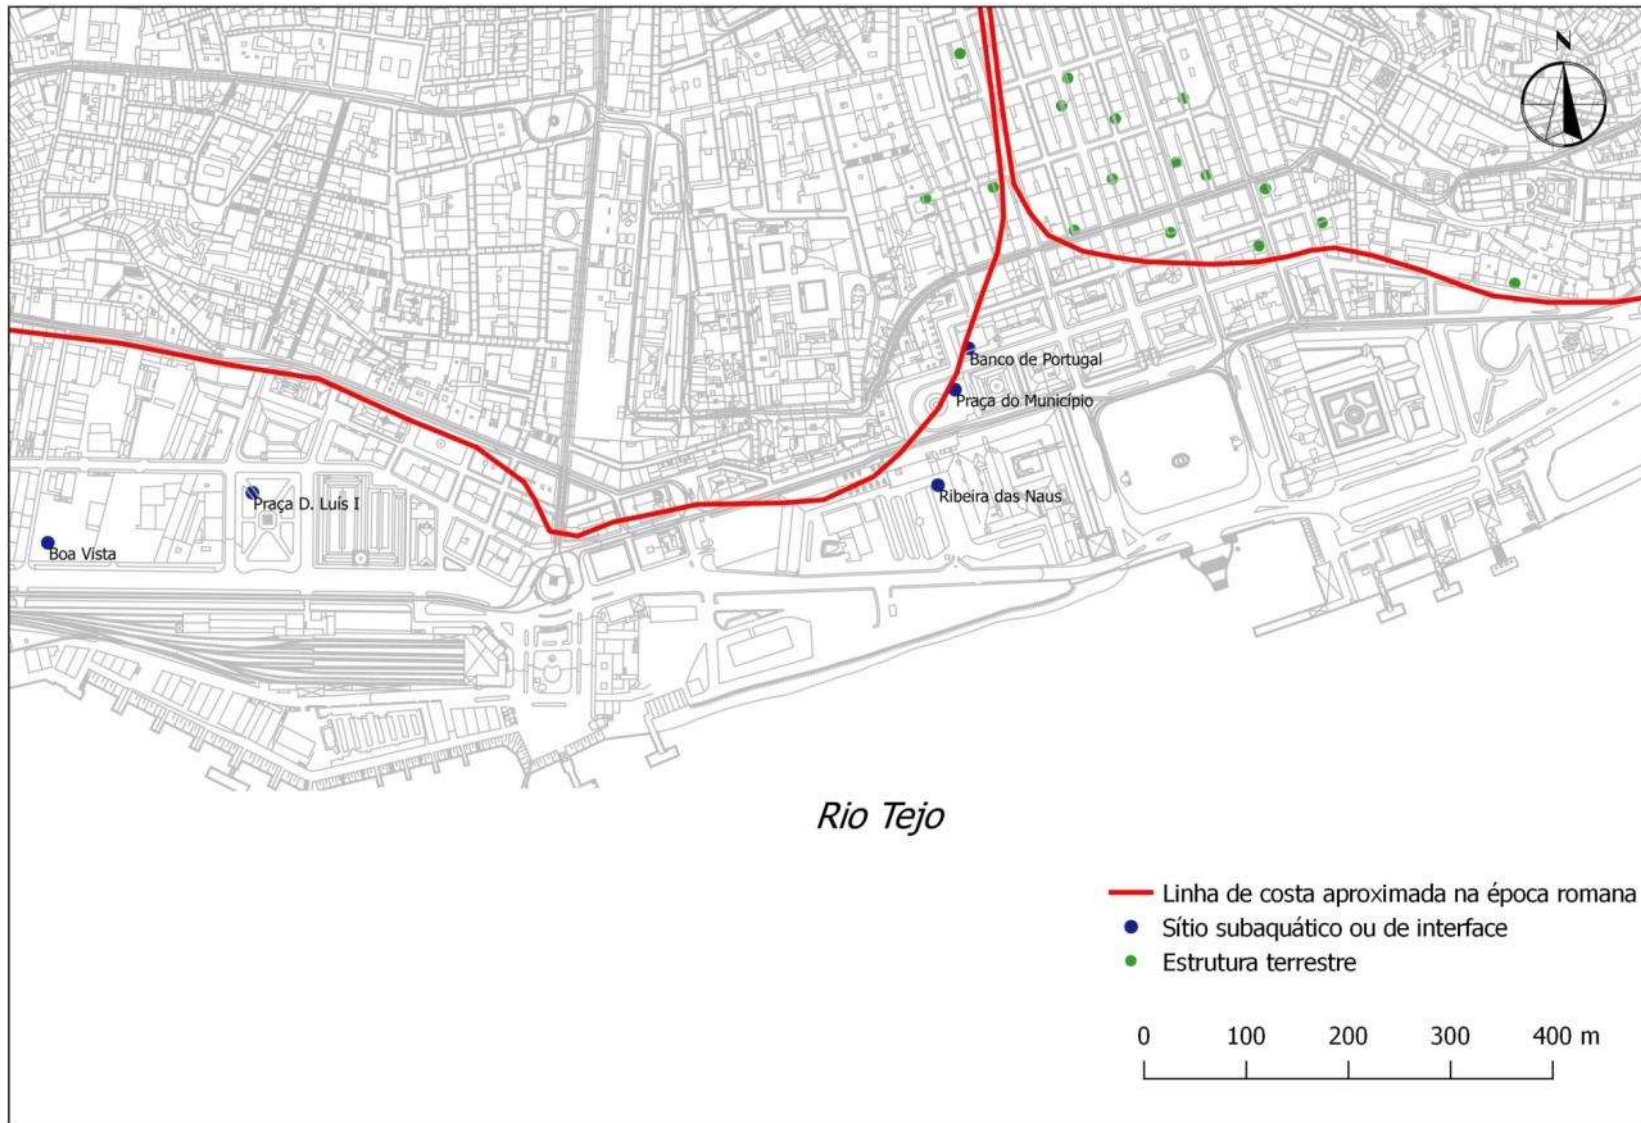 N
Banco de Portugal
Praça do Município
Ribeira das Naus
Praça D. Luís I
Boa Vista
Rio Tejo
Linha de costa aproximada na época romana
Sítio subaquático ou de interface
Estrutura terrestre
0 100 200 300 400 m